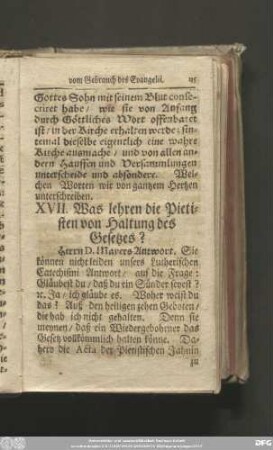 vom Gebrauch des Evangelii.
Gottes Sohn mit seinem Blut conse-
criret habe/ wie sie von Anfang
durch Göttliches Wort offenbaret
ist/ in der Kirche erhalten werde: sin-
temal dieselbe eigentlich eine wahre
Kirche ausmache/ und von allen an-
dern Hauffen und Versammlungen
unterscheide und absondere. Wel-
chen Worten wir von gantzem Hertzen
unterschreiben.
XVII. Was lehren die Pieti-
sten von Haltung des
Gesetzes?
Herrn D. Mayers Antwort. Sie
können nicht leiden unsers Lutherischen
Catechismi Antwort/ auf die Frage:
Gläubest du/ daß du ein Sünder seyest?
℞c. Ja/ ich gläube es. Woher weist du
das? Auß den heiligen zehen Geboten/
die hab ich nicht gehalten. Denn sie
meynen/ daß ein Wiedergebohrner das
Gesetz vollkömmlich halten könne. Da-
hero die Acta der Pietistischen Jahnin
zu
DFG